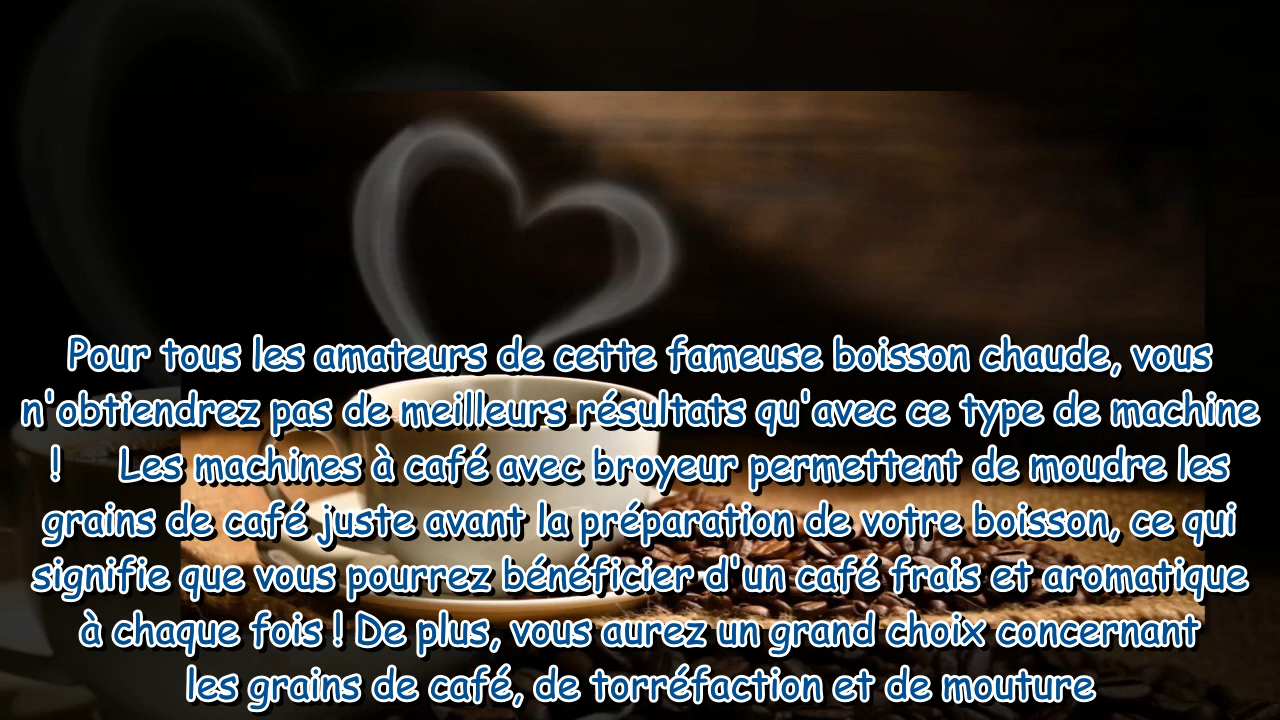 Pour tous les amateurs de cette fameuse boisson chaude, vous
n'obtiendrez pas de meilleurs résultats qu'avec ce type de machine
! Les machines à café avec broyeur permettent de moudre les
grains de café juste avant la préparation de votre boisson, ce qui
signifie que vous pourrez bénéficier d'un café frais et aromatique
à chaque fois ! De plus, vous aurez un grand choix concernant
les grains de café, de torréfaction et de mouture